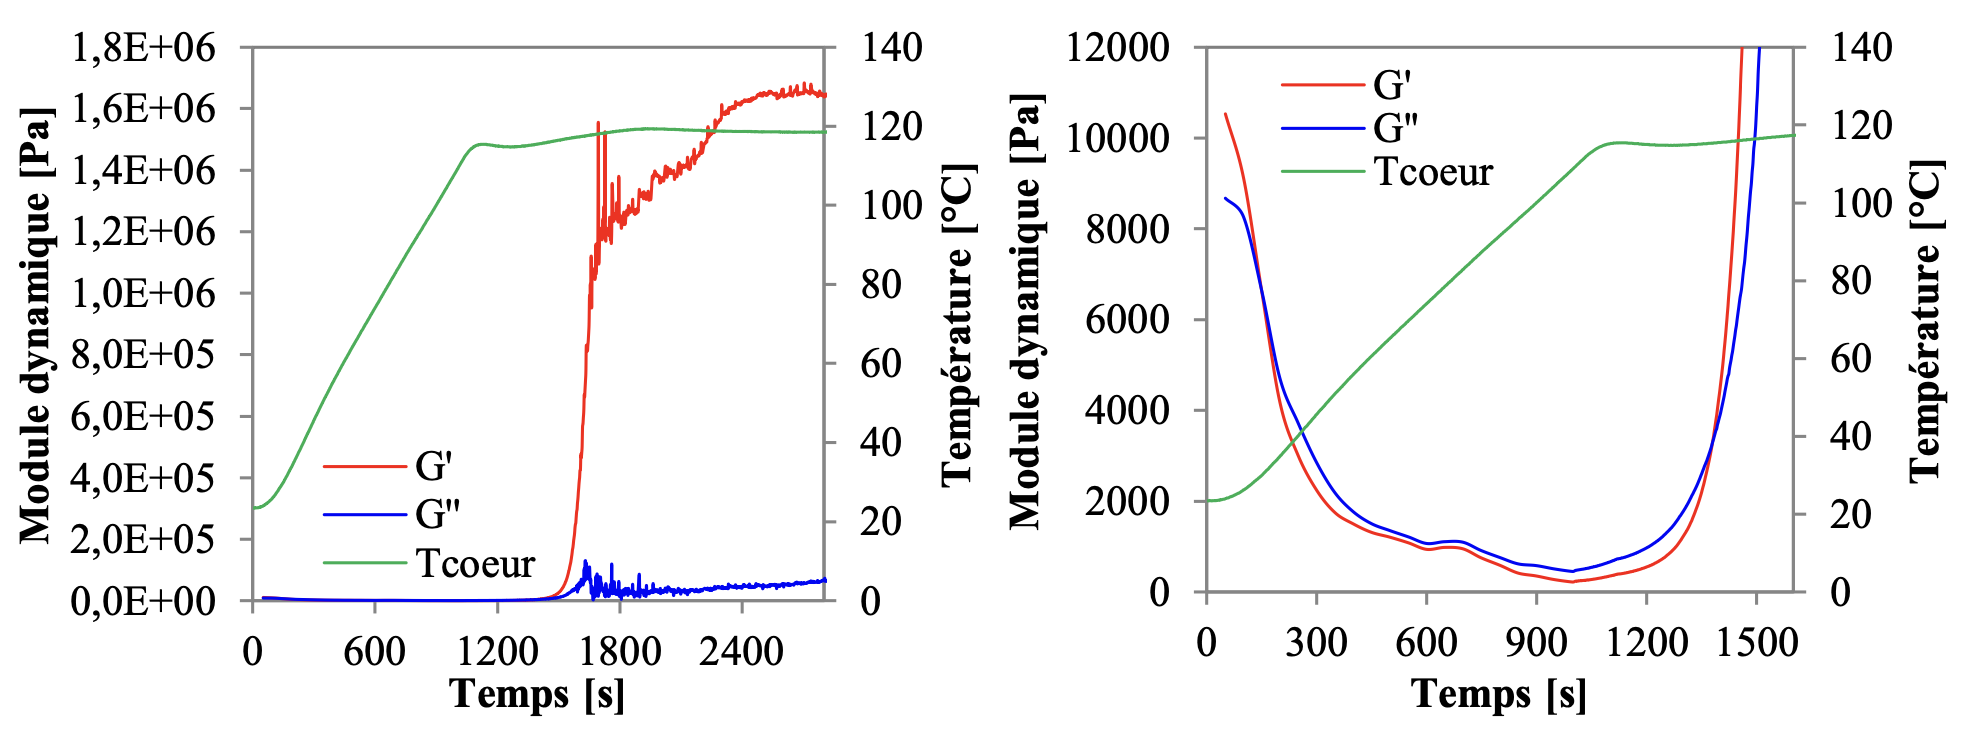 1,8E+06
1,6E+06
1,4E+06
1,2E+06
1,0E+06
8,0E+05
6,0E+05
4,0E+05
2,0E+05
0,0E+00
Module dynamique [Pa]
G'
G"
Tcoeur
140
120
100
80
60
40
20
0
Température [°C]
0 600 1200 1800 2400
Temps [s]
12000
10000
8000
6000
4000
2000
0
Module dynamique [Pa]
G'
G"
Tcoeur
140
120
100
80
60
40
20
0
Température [°C]
0 300 600 900 1200 1500
Temps [s]